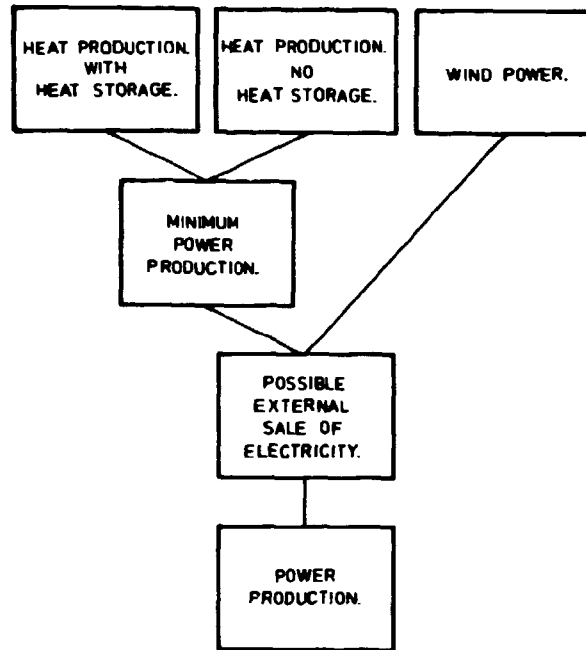 HEAT PRODUCTION.
WITH
HEAT STORAGE.
HEAT PRODUCTION.
NO
HEAT STORAGE.
WIND POWER.
MINIMUM
POWER
PRODUCTION.
POSSIBLE
EXTERNAL
SALE OF
ELECTRICITY.
POWER
PRODUCTION.